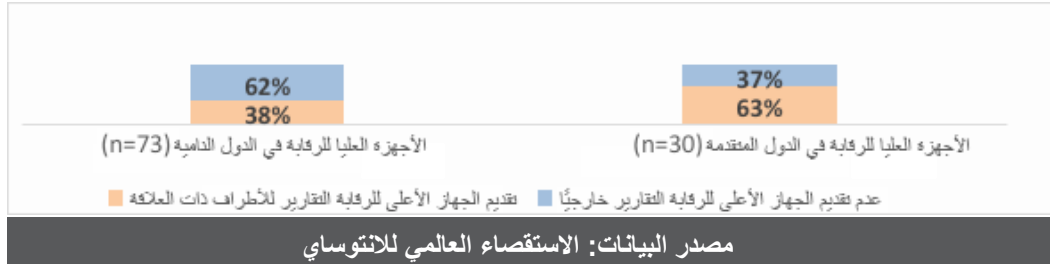 62%
37%
38%
63%
الأجهزة العليا للرقابة في الدول المتقدمة (n=30)
الأجهزة العليا للرقابة في الدول النامية (n=73)
عدم تقديم الجهاز الأعلى للرقابة التقارير خارجيًّا
تقديم الجهاز الأعلى للرقابة التقارير للأطراف ذات العلاقة
مصدر البيانات: الاستقصاء العالمي للانتوساي